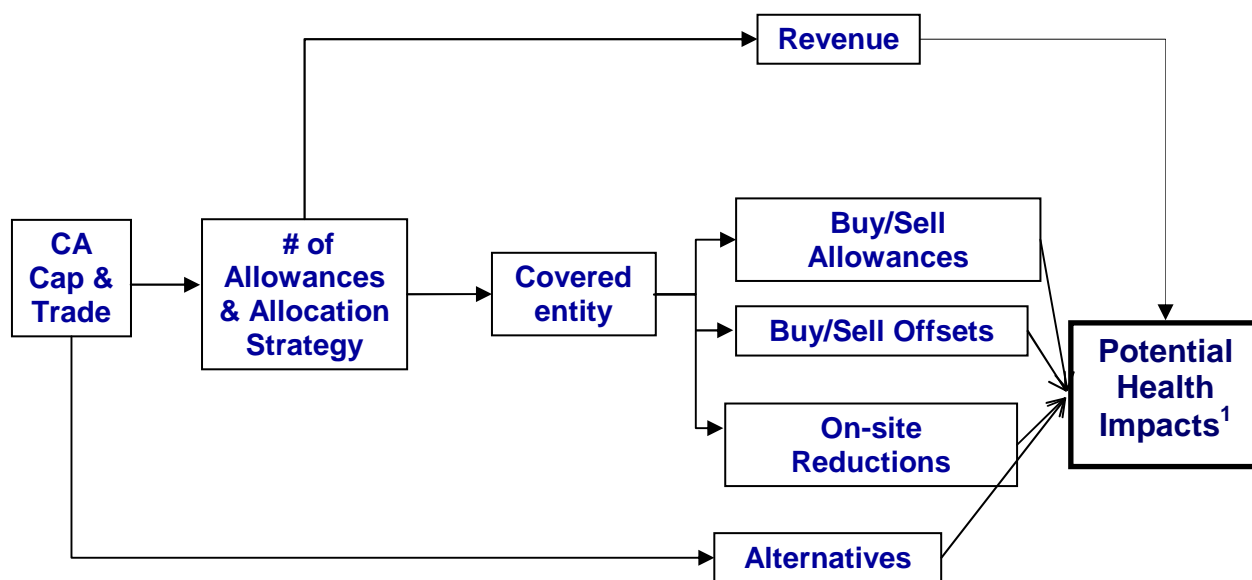 Revenue
CA
Cap &
Trade
# of
Allowances
& Allocation
Strategy
Covered
entity
Buy/Sell
Allowances
Buy/Sell Offsets
On-site
Reductions
Alternatives
Potential
Health
Impacts¹